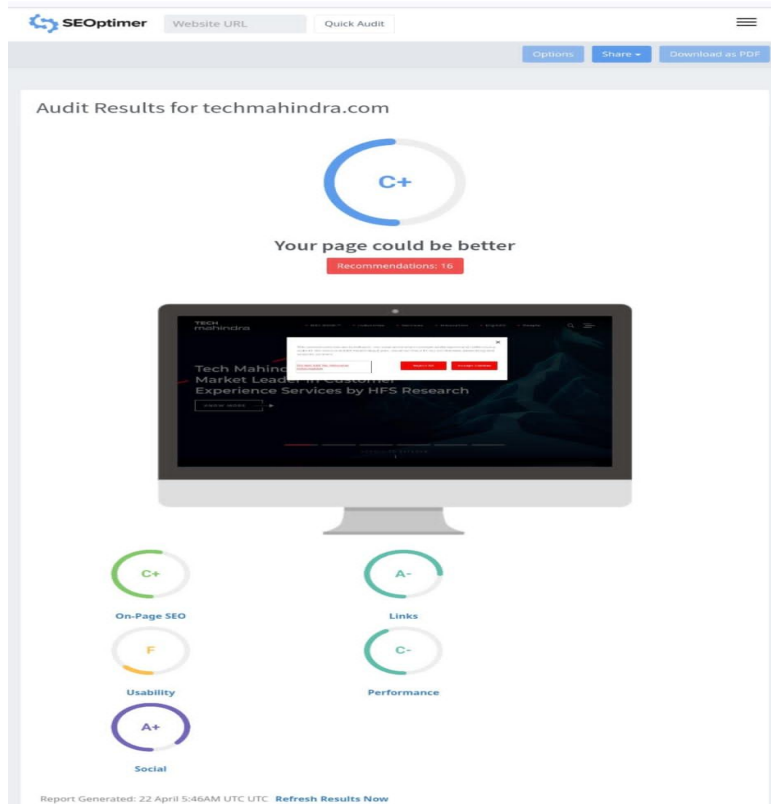 SEOptimer
Website URL
Quick Audit
Options
Share
Download as PDF
Audit Results for techmahindra.com
C+
Your page could be better
Recommendations: 16
TECH
mahindra
Tech Mahin
Market Leader in Customer
Experience Services by HFS Research
C+
A-
On-Page SEO
Links
F
C-
Usability
Performance
A+
Social
Report Generated: 22 April 5:46AM UTC UTC Refresh Results Now